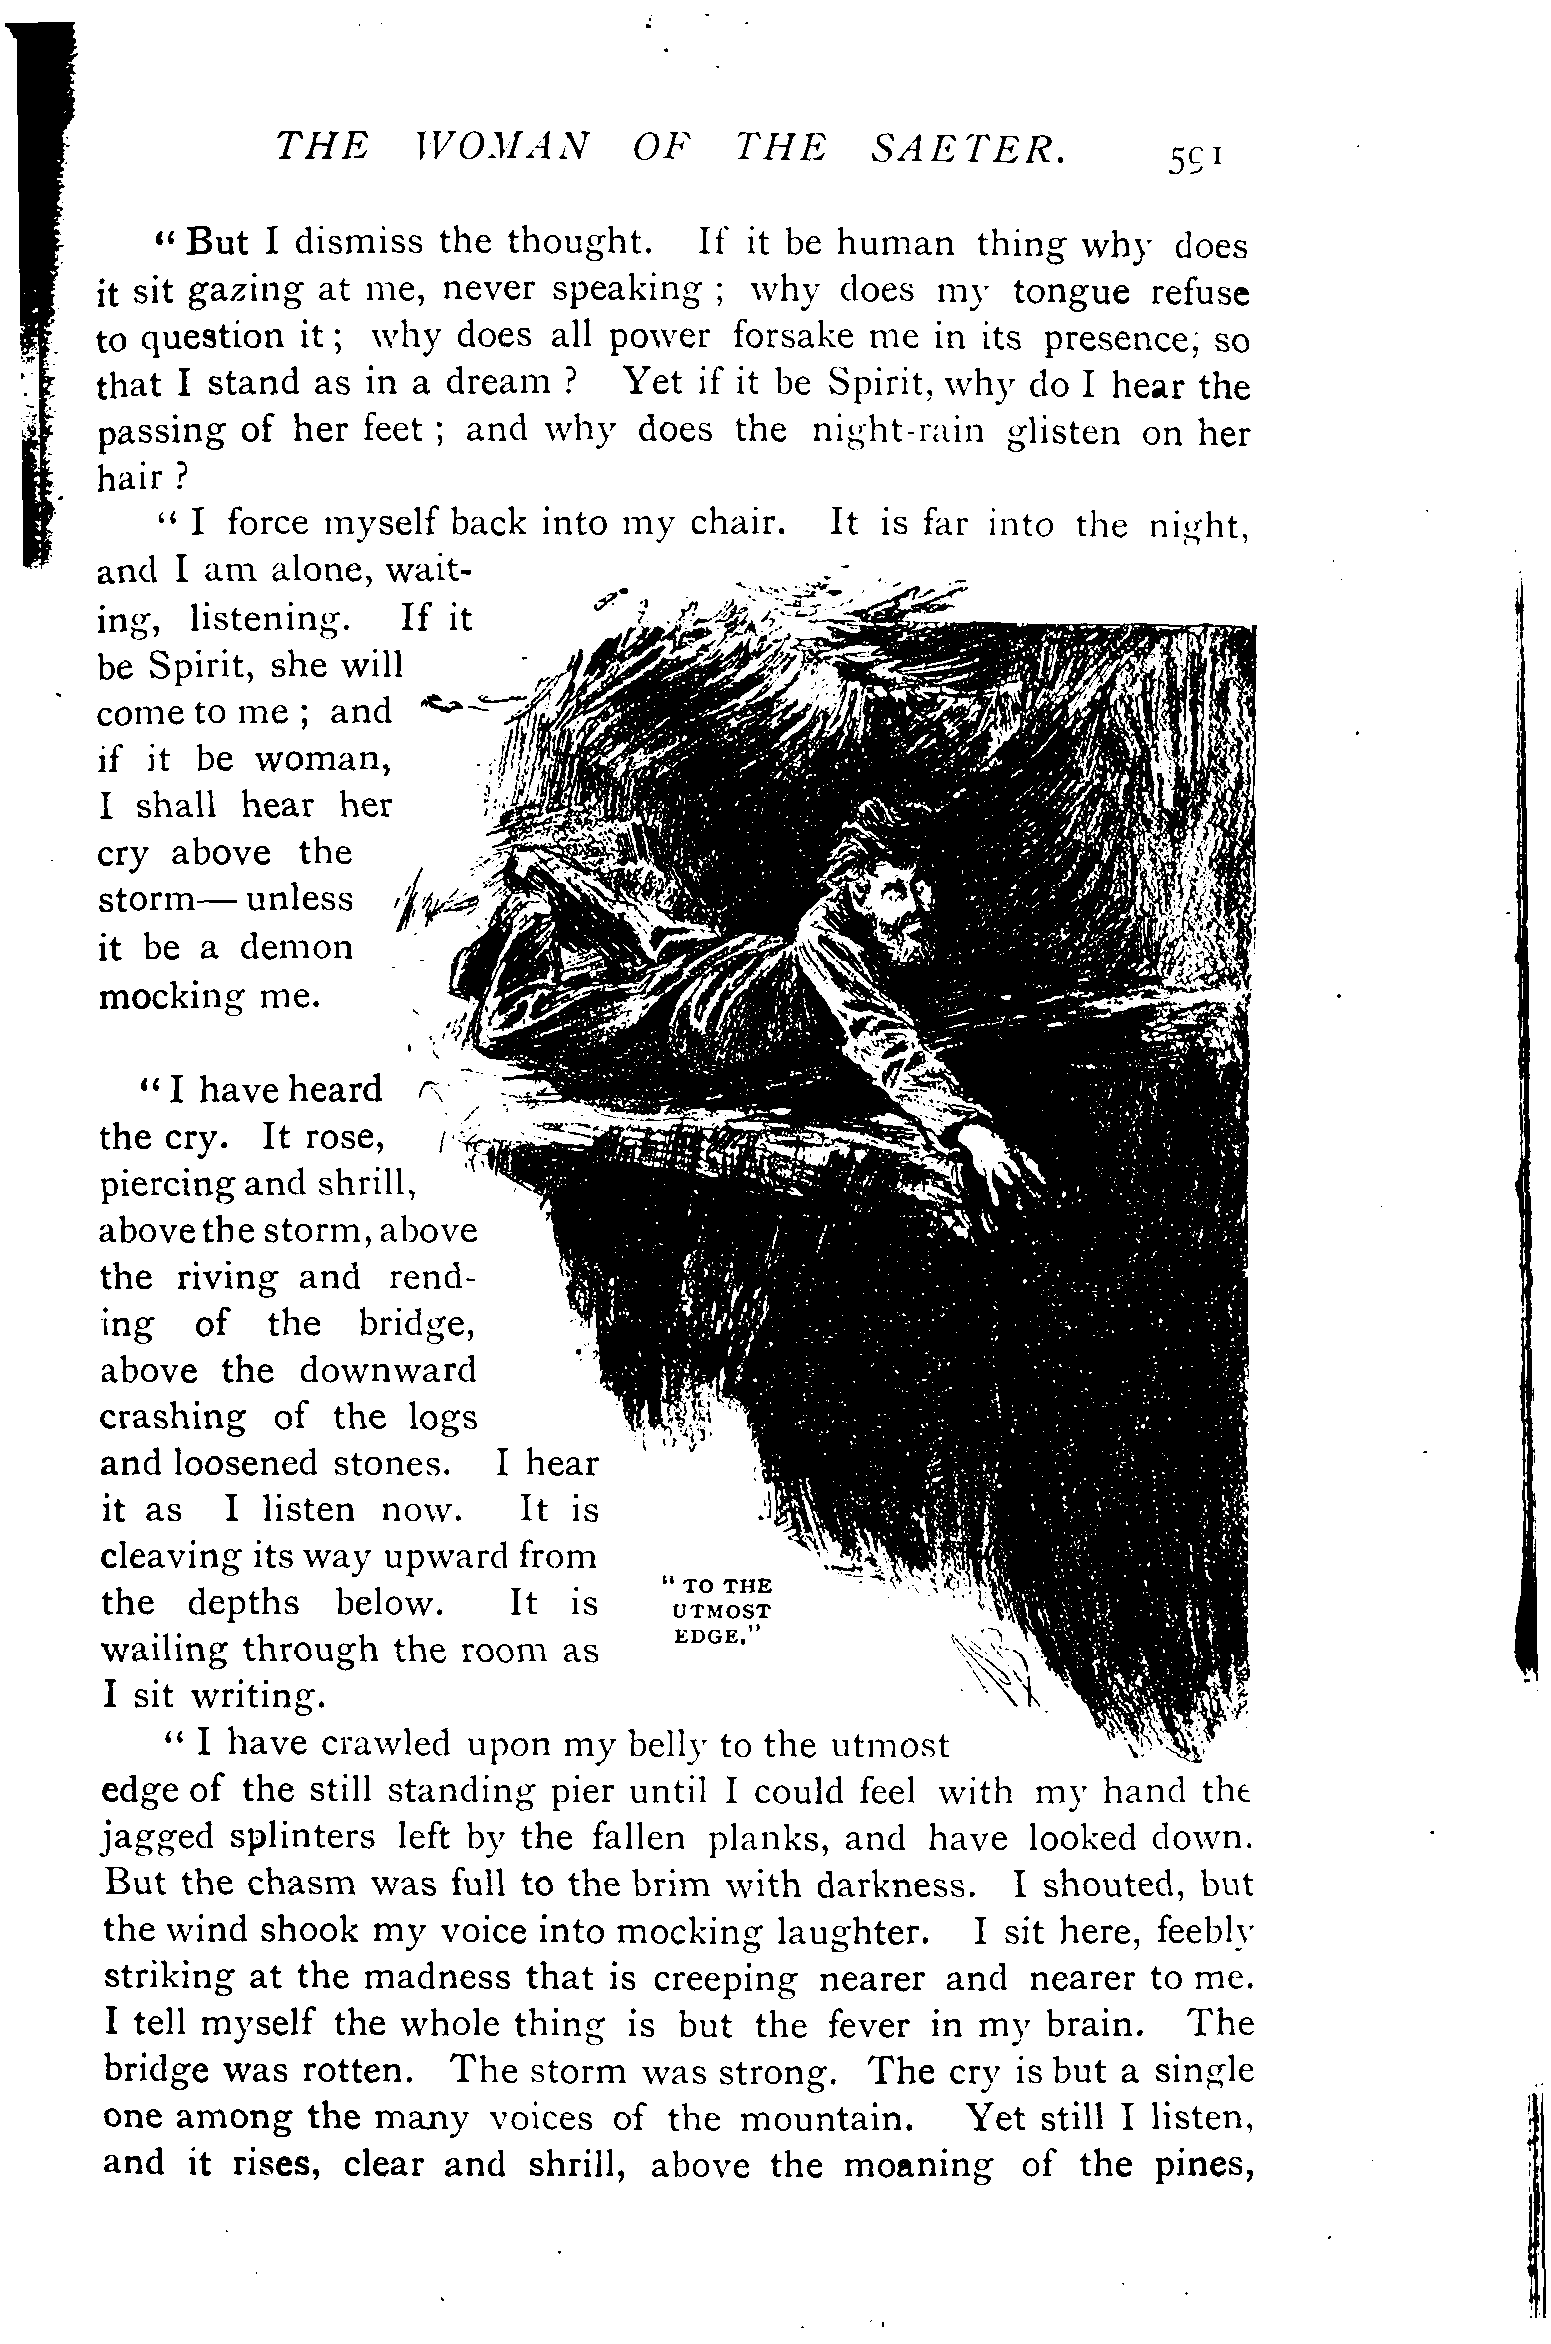 THE WOMAN OF THE SAETER. 591
" But I dismiss the thought. If it be human thing why does
it sit gazing at me, never speaking ; why does my tongue refuse
to question it ; why does all power forsake me in its presence, so
that I stand as in a dream ? Yet if it be Spirit, why do I hear the
passing of her feet ; and why does the night-rain glisten on her
hair ?
" I force myself back into my chair. It is far into the night,
and I am alone, wait-
ing, listening. If it
be Spirit, she will
come to me ; and
if it be woman,
I shall hear her
cry above the
storm— unless
it be a demon
mocking me.
" I have heard
the cry. It rose,
piercing and shrill,
above the storm, above
the riving and rend-
ing of the bridge,
above the downward
crashing of the logs
and loosened stones. I hear
it as I listen now. It is
cleaving its way upward from
the depths below. It is
wailing through the room as
I sit writing.
" TO THE
UTMOST
EDGE."
" I have crawled upon my belly to the utmost
edge of the still standing pier until I could feel with my hand the
jagged splinters left by the fallen planks, and have looked down.
But the chasm was full to the brim with darkness. I shouted, but
the wind shook my voice into mocking laughter. I sit here, feebly
striking at the madness that is creeping nearer and nearer to me.
I tell myself the whole thing is but the fever in my brain. The
bridge was rotten. The storm was strong. The cry is but a single
one among the many voices of the mountain. Yet still I listen,
and it rises, clear and shrill, above the moaning of the pines,